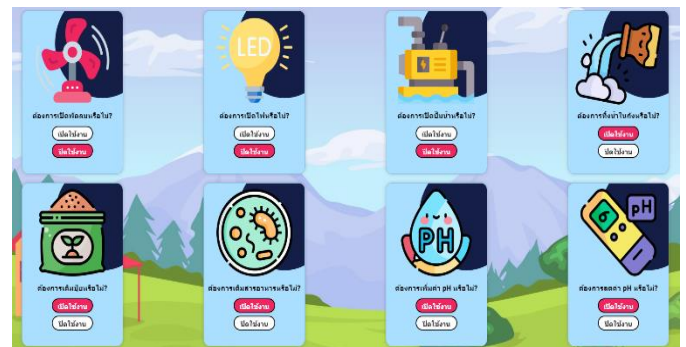 LED
ต้องการเปิดพัดลมหรือไม่?
เปิดใช้งาน
ปิดใช้งาน
ต้องการเปิดไฟหรือไม่?
เปิดใช้งาน
ปิดใช้งาน
ต้องการเปิดปั๊มน้ำหรือไม่?
เปิดใช้งาน
ปิดใช้งาน
ต้องการทิ้งน้ำในถังหรือไม่?
เปิดใช้งาน
ปิดใช้งาน
ต้องการเติมปุ๋ยหรือไม่?
เปิดใช้งาน
ปิดใช้งาน
ต้องการเติมสารอาหารหรือไม่?
เปิดใช้งาน
ปิดใช้งาน
PH
ต้องการเพิ่มค่า pH หรือไม่?
เปิดใช้งาน
ปิดใช้งาน
pH
ต้องการลดค่า pH หรือไม่?
เปิดใช้งาน
ปิดใช้งาน